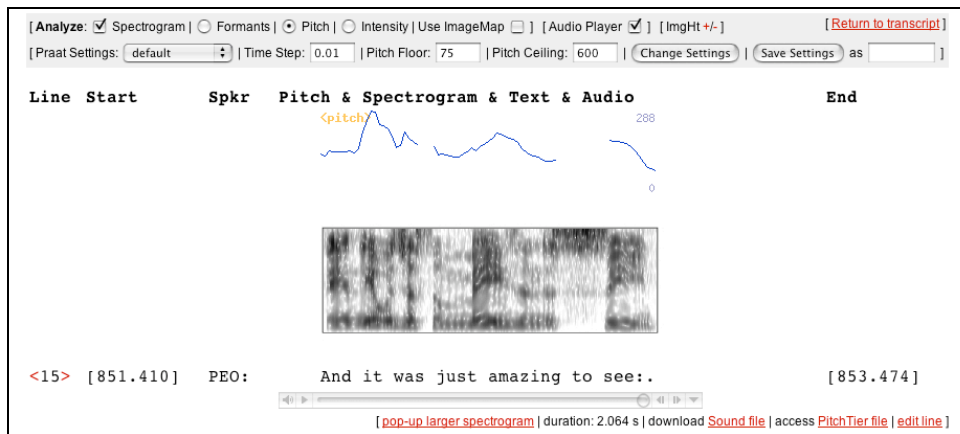 [ Analyze: Spectrogram | Formants | Pitch | Intensity | Use ImageMap ] [ Audio Player ] [ ImgHt +/- ] [ Return to transcript ]
[ Praat Settings: default | Time Step: 0.01 | Pitch Floor: 75 | Pitch Ceiling: 600 | Change Settings | Save Settings as ]
Line Start Spkr Pitch & Spectrogram & Text & Audio End
<pitch> 288
0
<15> [851.410] PEO: And it was just amazing to see:. [853.474]
[ pop-up larger spectrogram | duration: 2.064 s | download Sound file | access PitchTier file | edit line ]